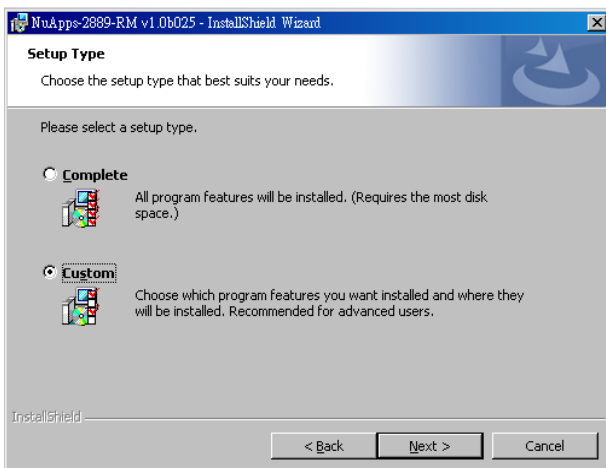 NuApps-2889-RM v1.0b025 - InstallShield Wizard
Setup Type
Choose the setup type that best suits your needs.
Please select a setup type.
Complete
All program features will be installed. (Requires the most disk
space.)
Custom
Choose which program features you want installed and where they
will be installed. Recommended for advanced users.
InstallShield
< Back
Next >
Cancel